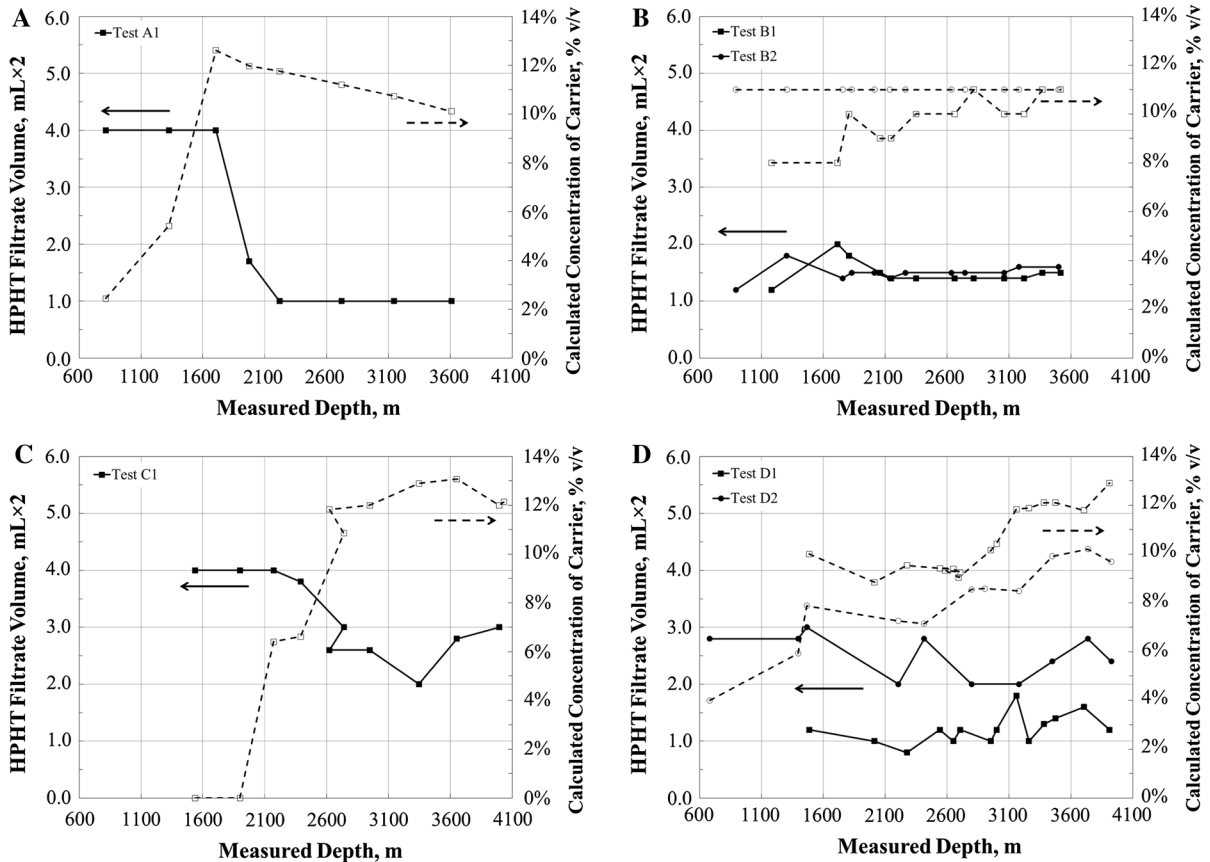 A
Test A1
HPHT Filtrate Volume, mL×2
6.0
5.0
4.0
3.0
2.0
1.0
0.0
14%
12%
10%
8%
6%
4%
2%
0%
Calculated Concentration of Carrier, % v/v
600 1100 1600 2100 2600 3100 3600 4100
Measured Depth, m
B
Test B1
Test B2
HPHT Filtrate Volume, mL×2
6.0
5.0
4.0
3.0
2.0
1.0
0.0
14%
12%
10%
8%
6%
4%
2%
0%
Calculated Concentration of Carrier, % v/v
600 1100 1600 2100 2600 3100 3600 4100
Measured Depth, m
C
Test C1
HPHT Filtrate Volume, mL×2
6.0
5.0
4.0
3.0
2.0
1.0
0.0
14%
12%
10%
8%
6%
4%
2%
0%
Calculated Concentration of Carrier, % v/v
600 1100 1600 2100 2600 3100 3600 4100
Measured Depth, m
D
Test D1
Test D2
HPHT Filtrate Volume, mL×2
6.0
5.0
4.0
3.0
2.0
1.0
0.0
14%
12%
10%
8%
6%
4%
2%
0%
Calculated Concentration of Carrier, % v/v
600 1100 1600 2100 2600 3100 3600 4100
Measured Depth, m